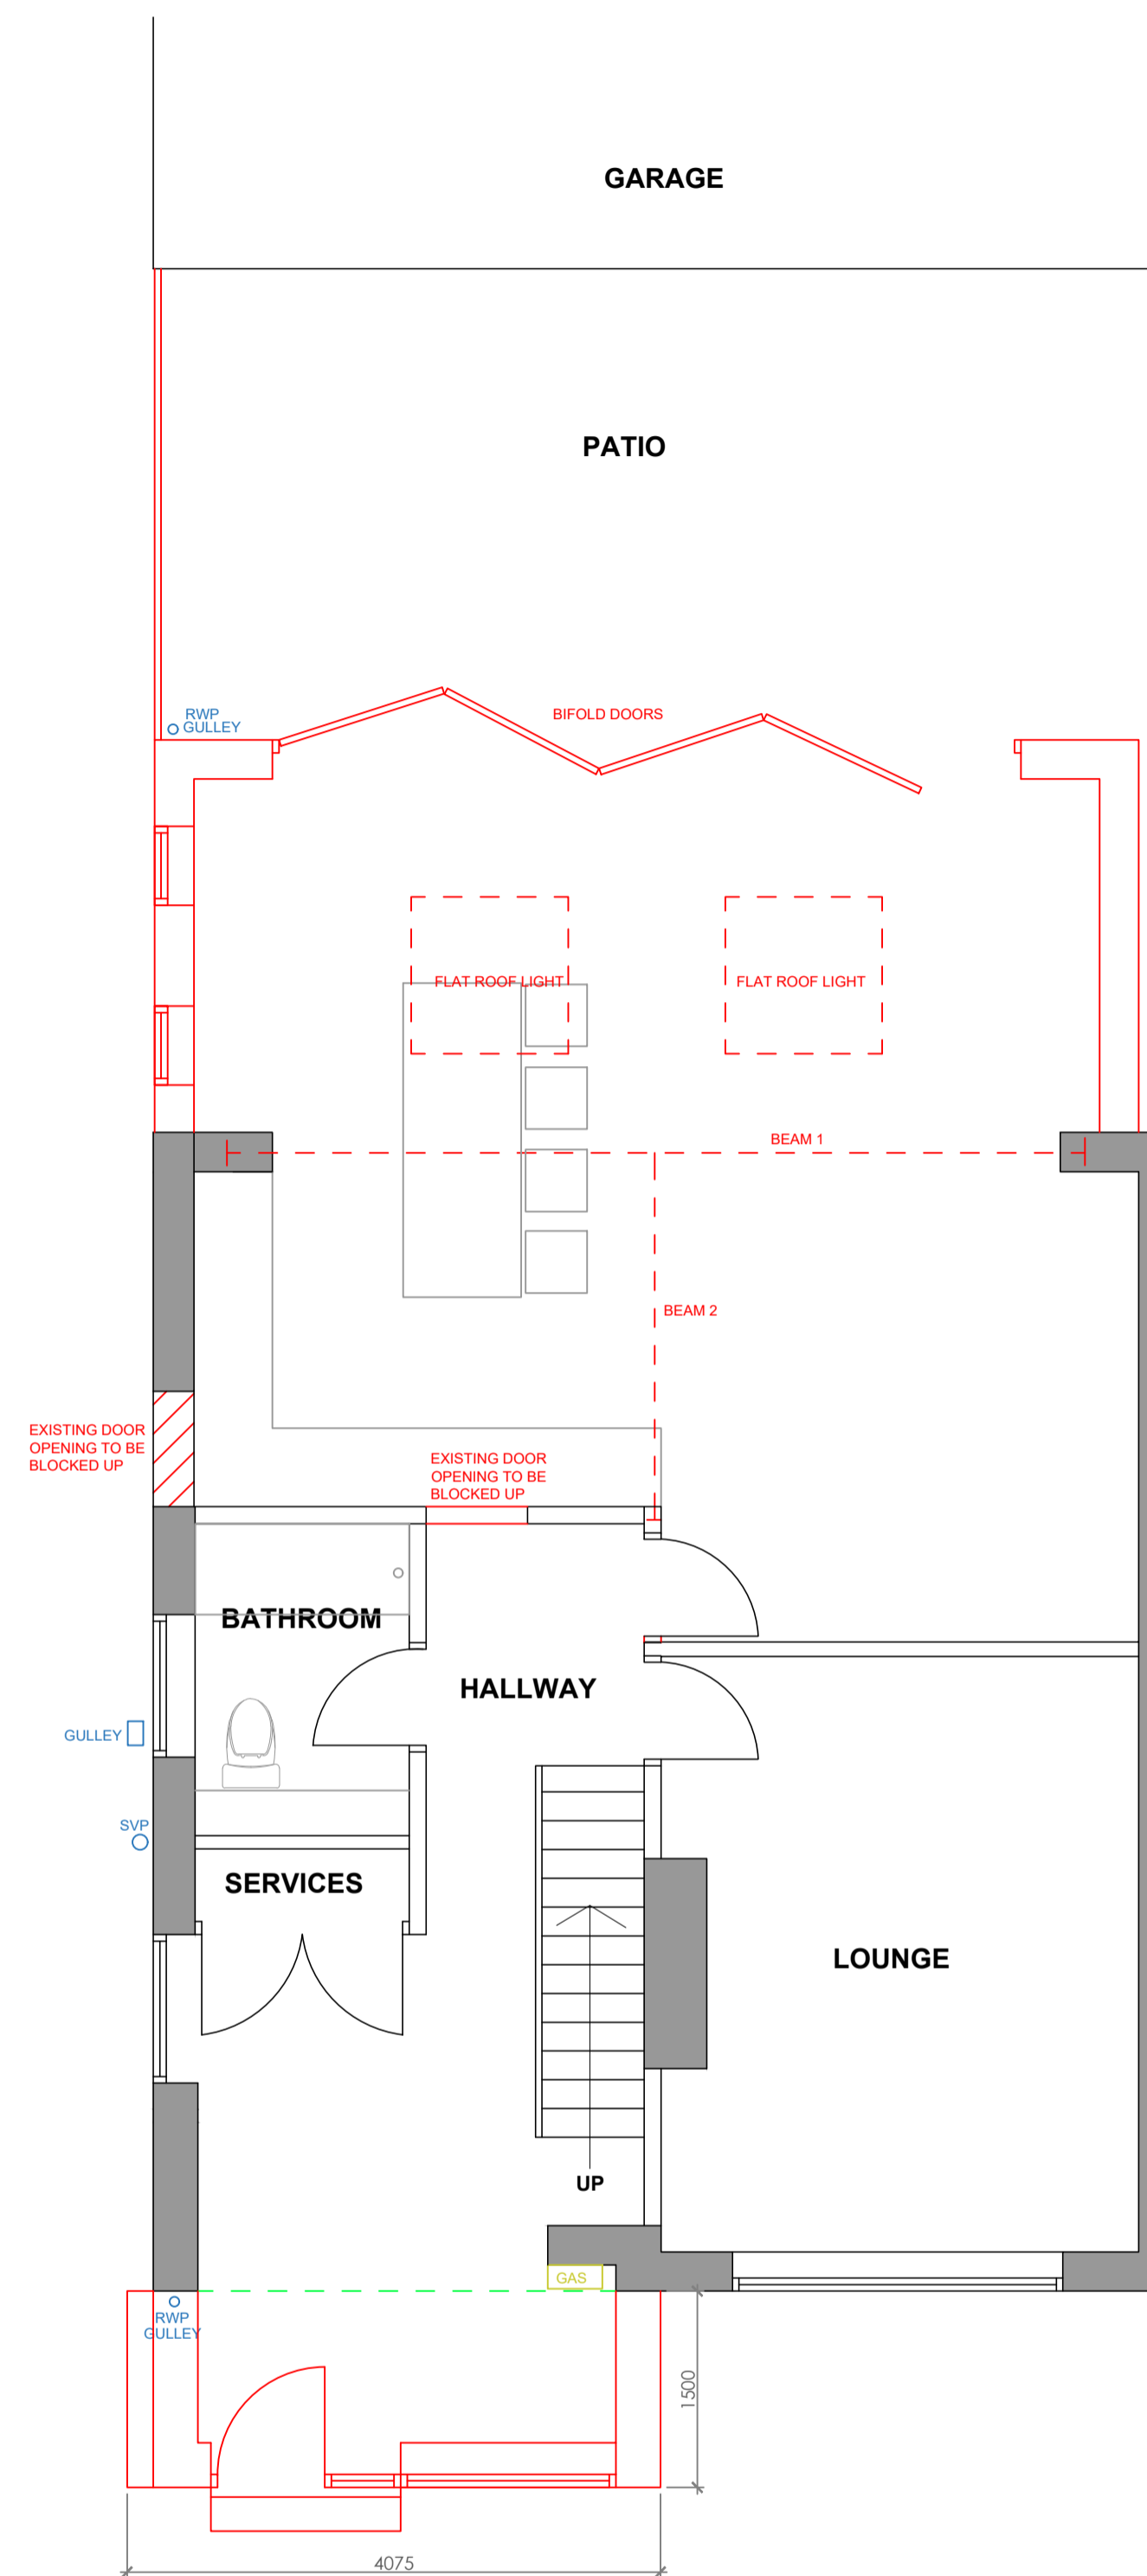 GARAGE
PATIO
RWP
GULLEY
BIFOLD DOORS
FLAT ROOF LIGHT
FLAT ROOF LIGHT
BEAM 1
BEAM 2
EXISTING DOOR
OPENING TO BE
BLOCKED UP
EXISTING DOOR
OPENING TO BE
BLOCKED UP
BATHROOM
HALLWAY
GULLEY
SVP
SERVICES
LOUNGE
UP
GAS
RWP
GULLEY
1500
4075